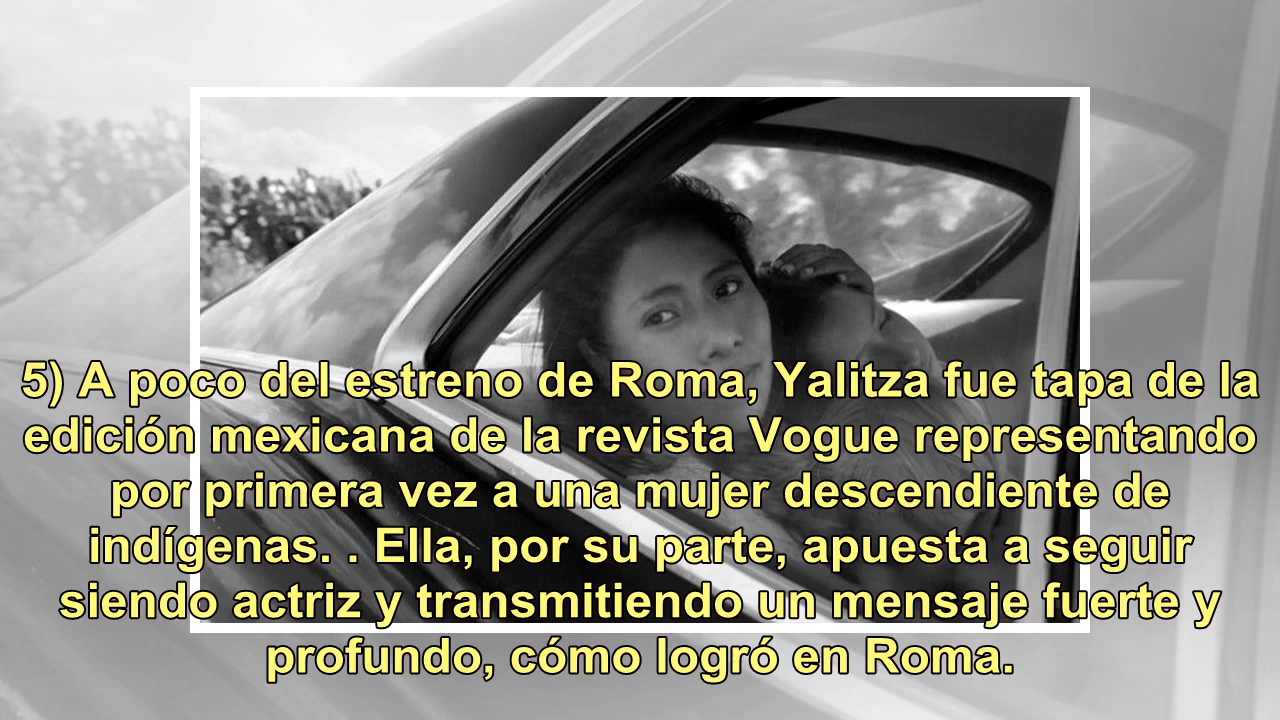 5) A poco del estreno de Roma, Yalitza fue tapa de la
edición mexicana de la revista Vogue representando
por primera vez a una mujer descendiente de
indígenas. . Ella, por su parte, apuesta a seguir
siendo actriz y transmitiendo un mensaje fuerte y
profundo, cómo logró en Roma.